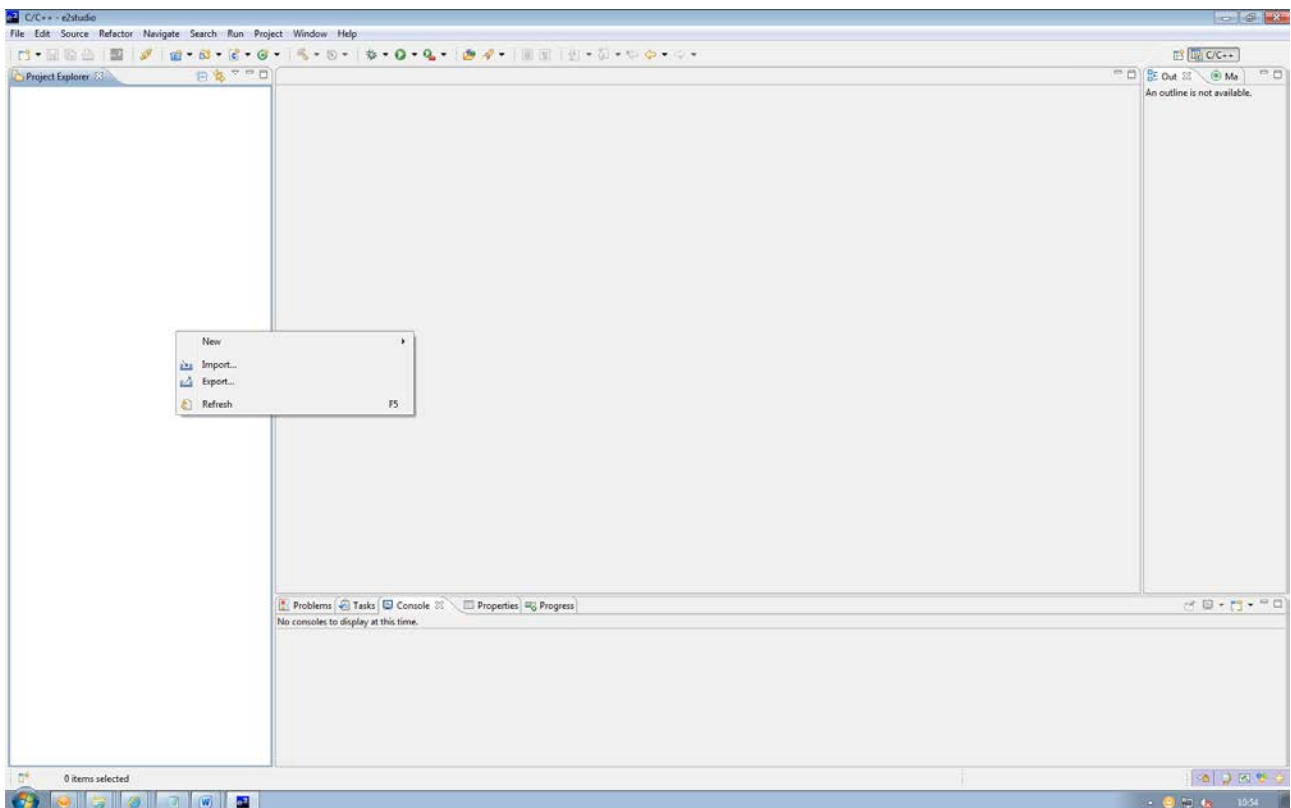 C/C++ - e2studio
File Edit Source Refactor Navigate Search Run Project Window Help
C/C++
Project Explorer
Out Ma
An outline is not available.
New
Import...
Export...
Refresh F5
Problems Tasks Console Properties Progress
No consoles to display at this time.
0 items selected
10:54